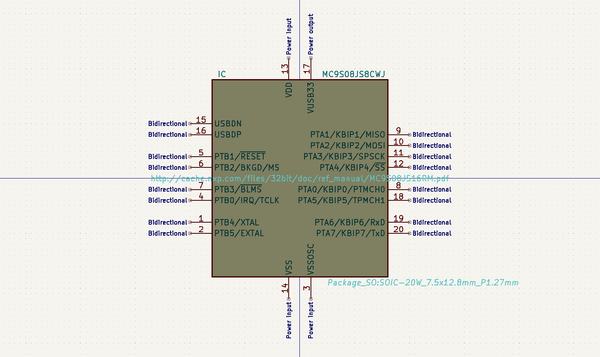 Power input
Power output
13
17
IC
MC9S08JS8CWJ
VDD
VUSB33
Bidirectional 15 USBDN
Bidirectional 16 USBDP
PTA1/KBIP1/MISO 9 Bidirectional
PTA2/KBIP2/MOSI 10 Bidirectional
Bidirectional 5 PTB1/RESET
PTA3/KBIP3/SPSCK 11 Bidirectional
Bidirectional 6 PTB2/BKGD/MS
PTA4/KBIP4/SS 12 Bidirectional
http://cache.nxp.com/files/32bit/doc/ref_manual/MC9S08JS16RM.pdf
Bidirectional 7 PTB3/BLMS
PTA0/KBIP0/PTMCH0 8 Bidirectional
Bidirectional 4 PTB0/IRQ/TCLK
PTA5/KBIP5/TPMCH1 18 Bidirectional
Bidirectional 1 PTB4/XTAL
PTA6/KBIP6/RxD 19 Bidirectional
Bidirectional 2 PTB5/EXTAL
PTA7/KBIP7/TxD 20 Bidirectional
VSS
VSSOSC
14
3
Package_SO:SOIC-20W_7.5x12.8mm_P1.27mm
Power input
Power input